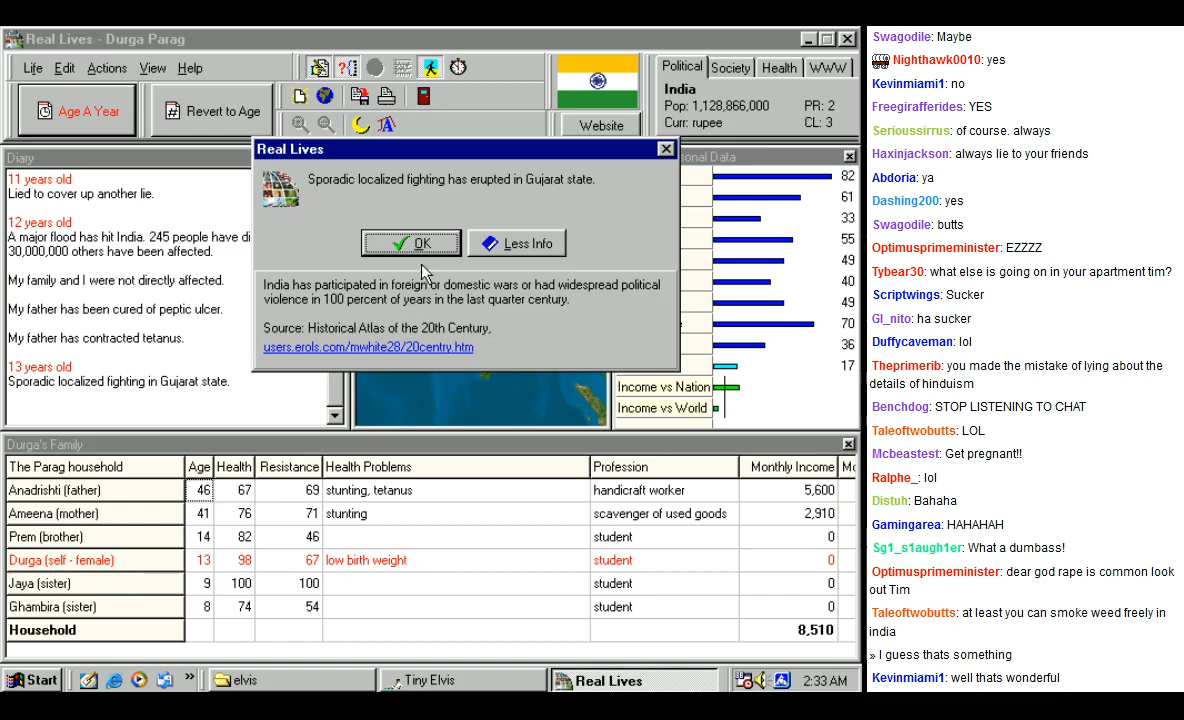 Real Lives - Durga Parag
Life Edit Actions View Help
Age A Year
Revert to Age
Website
Political Society Health WWW
India
Pop: 1,128,866,000 PR: 2
Curr: rupee CL: 3
Diary
11 years old
Lied to cover up another lie.
12 years old
A major flood has hit India. 245 people have di
30,000,000 others have been affected.
My family and I were not directly affected.
My father has been cured of peptic ulcer.
My father has contracted tetanus.
13 years old
Sporadic localized fighting in Gujarat state.
Real Lives
Sporadic localized fighting has erupted in Gujarat state.
OK Less Info
India has participated in foreign or domestic wars or had widespread political
violence in 100 percent of years in the last quarter century.
Source: Historical Atlas of the 20th Century,
users.erols.com/mwhite28/20centry.htm
sonal Data
82
61
33
55
49
40
49
70
36
17
Income vs Nation
Income vs World
Durga's Family
The Parag household Age Health Resistance Health Problems Profession Monthly Income Mo
Anadrishti (father) 46 67 69 stunting, tetanus handicraft worker 5,600
Ameena (mother) 41 76 71 stunting scavenger of used goods 2,910
Prem (brother) 14 82 46 student 0
Durga (self - female) 13 98 67 low birth weight student 0
Jaya (sister) 9 100 100 student 0
Ghambira (sister) 8 74 54 student 0
Household 8,510
Start » elvis Tiny Elvis Real Lives 2:33 AM
Swagodile: Maybe
Nighthawk0010: yes
Kevinmiami1: no
Freegirafferides: YES
Serioussirrus: of course. always
Haxinjackson: always lie to your friends
Abdoria: ya
Dashing200: yes
Swagodile: butts
Optimusprimeminister: EZZZZ
Tybear30: what else is going on in your apartment tim?
Scriptwings: Sucker
Gl_nito: ha sucker
Duffycaveman: lol
Theprimerib: you made the mistake of lying about the
details of hinduism
Benchdog: STOP LISTENING TO CHAT
Taleoftwobutts: LOL
Mcbeastest: Get pregnant!!
Ralphe_: lol
Distuh: Bahaha
Gamingarea: HAHAHAH
Sg1_s1augh1er: What a dumbass!
Optimusprimeminister: dear god rape is common look
out Tim
Taleoftwobutts: at least you can smoke weed freely in
india
» I guess thats something
Kevinmiami1: well thats wonderful